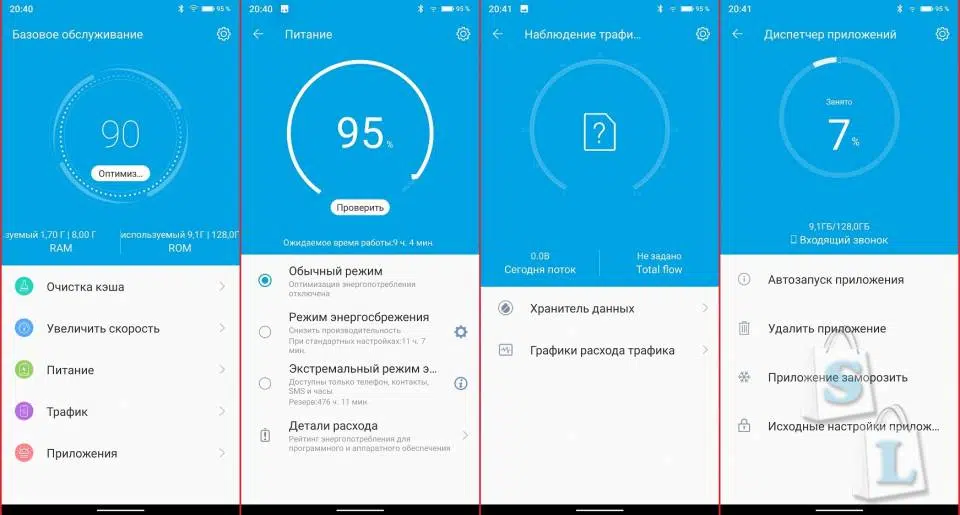 20:40
95 %
Базовое обслуживание
90
Оптимиз...
зуемый 1,70 Г | 8,00 Г
RAM
используемый 9,1Г | 128,0Г
ROM
Очистка кэша
Увеличить скорость
Питание
Трафик
Приложения
20:40
95 %
Питание
95 %
Проверить
Ожидаемое время работы:9 ч. 4 мин.
Обычный режим
Оптимизация энергопотребления
отключена
Режим энергосбрежения
Снизить производительность
При стандартных настройках:11 ч. 7
мин.
Экстремальный режим э...
Доступны только телефон, контакты,
SMS и часы.
Резерв:476 ч. 11 мин.
Детали расхода
Рейтинг энергопотребления для
программного и аппаратного обеспечения
20:41
95 %
Наблюдение трафи...
?
0.0B
Сегодня поток
Не задано
Total flow
Хранитель данных
Графики расхода трафика
20:41
95 %
Диспетчер приложений
Занято
7 %
9,1ГБ/128,0ГБ
Входящий звонок
Автозапуск приложения
Удалить приложение
Приложение заморозить
Исходные настройки прилож...
S
L